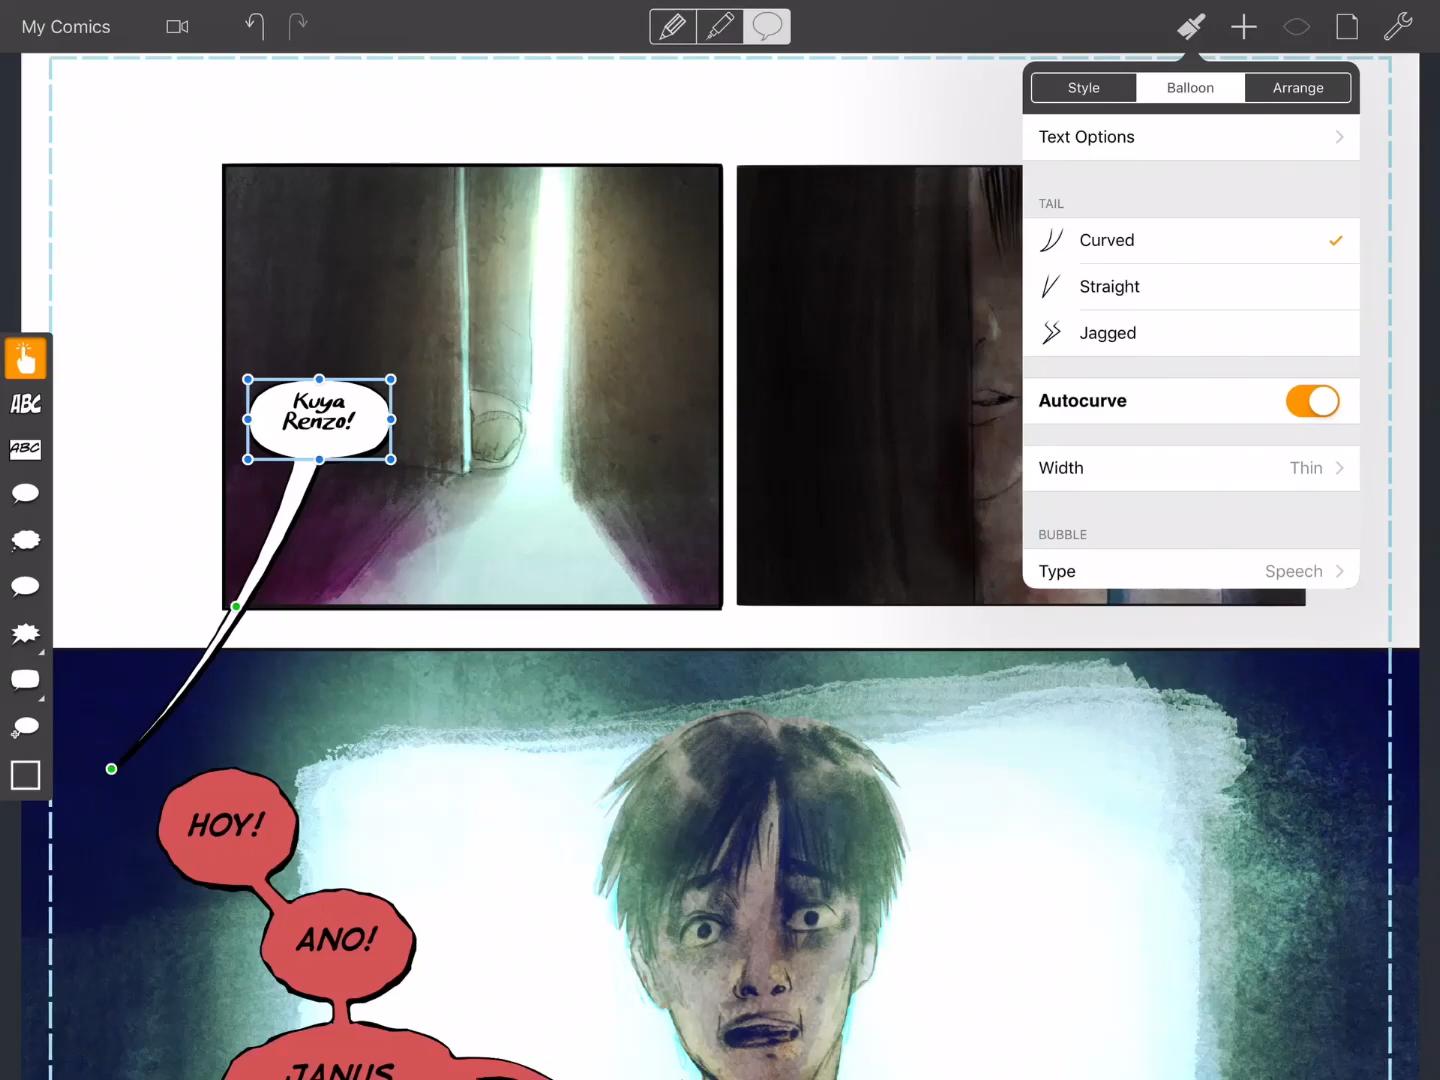 My Comics
Style
Balloon
Arrange
Text Options
TAIL
Curved
Straight
Jagged
Autocurve
Width
Thin
BUBBLE
Type
Speech
ABC
ABC
Kuya
Renzo!
HOY!
ANO!
JANUS